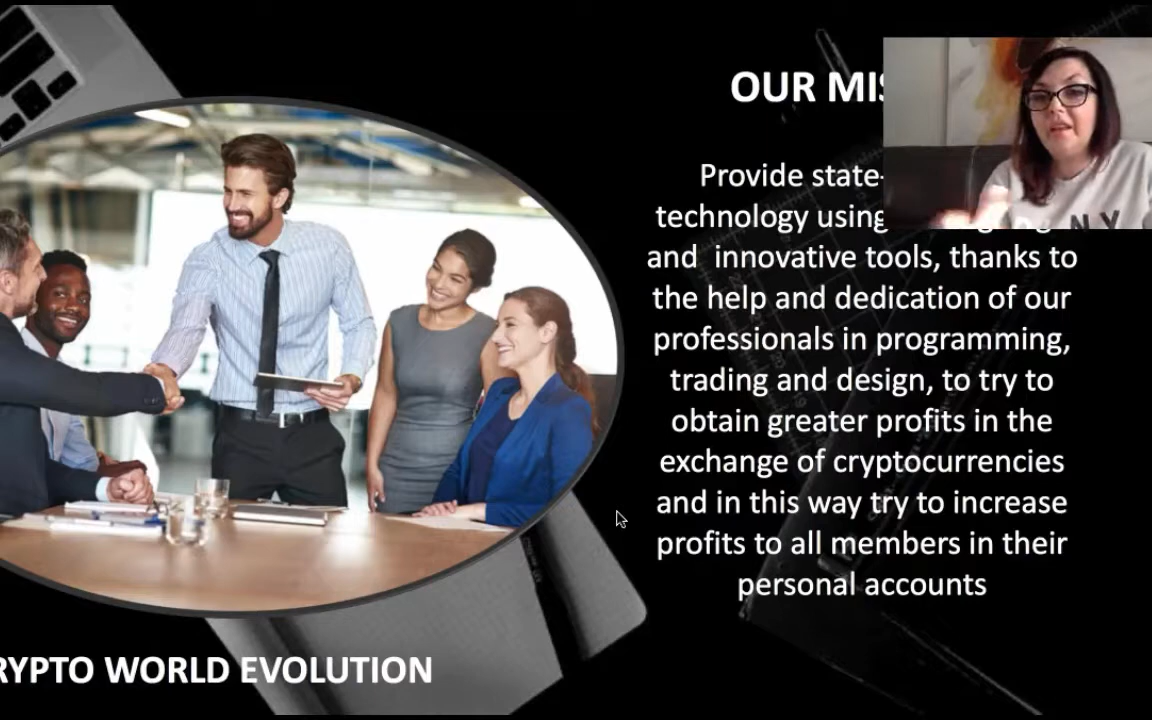 OUR MIS
Provide state-
technology using
and innovative tools, thanks to
the help and dedication of our
professionals in programming,
trading and design, to try to
obtain greater profits in the
exchange of cryptocurrencies
and in this way try to increase
profits to all members in their
personal accounts
RYPTO WORLD EVOLUTION